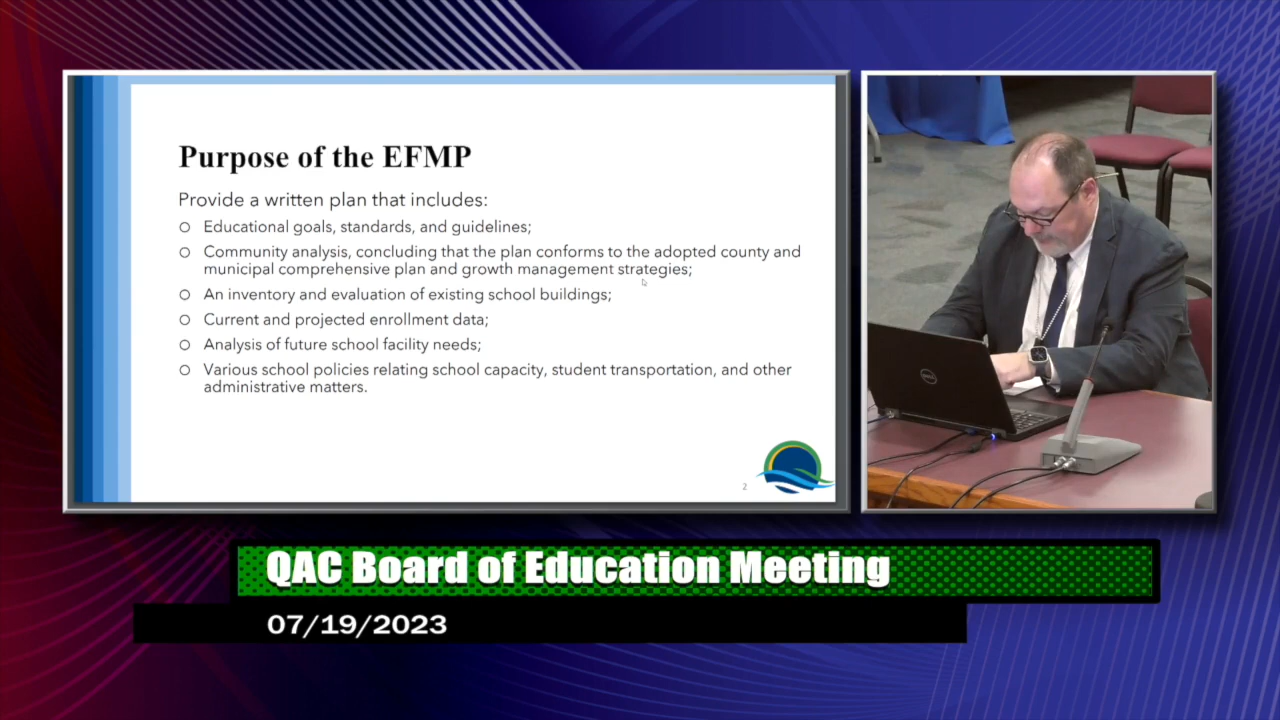 Purpose of the EFMP
Provide a written plan that includes:
Educational goals, standards, and guidelines;
Community analysis, concluding that the plan conforms to the adopted county and
municipal comprehensive plan and growth management strategies;
An inventory and evaluation of existing school buildings;
Current and projected enrollment data;
Analysis of future school facility needs;
Various school policies relating school capacity, student transportation, and other
administrative matters.
2
DELL
QAC Board of Education Meeting
07/19/2023